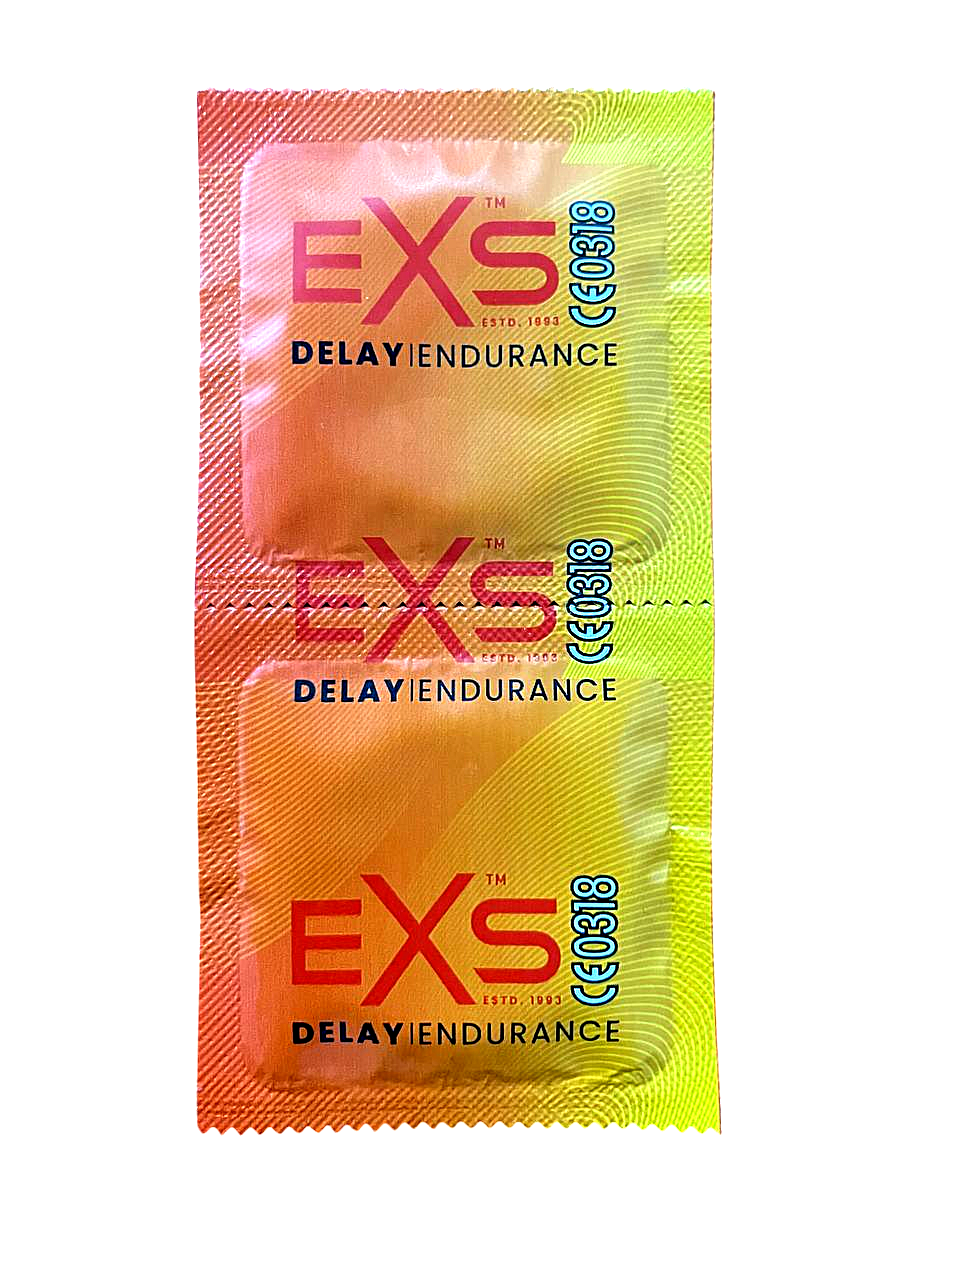 EXS™
ESTD. 1993
CE0318
DELAY|ENDURANCE
EXS™
ESTD. 1993
CE0318
DELAY|ENDURANCE
EXS™
ESTD. 1993
CE0318
DELAY|ENDURANCE